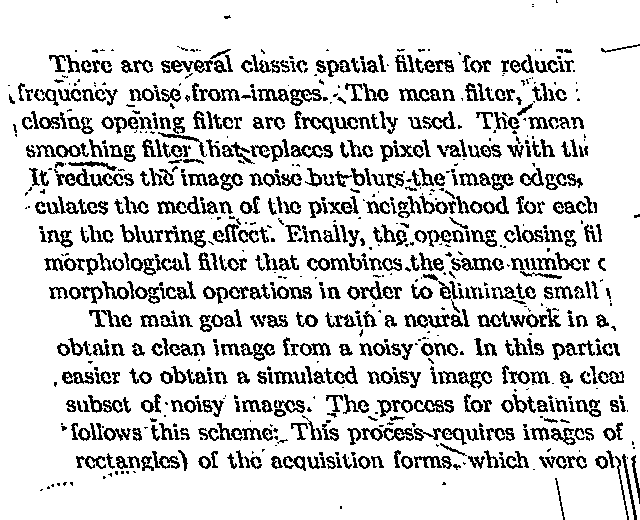 There are several classic spatial filters for reducin
frequency noise from images. The mean filter, the
closing opening filter are frequently used. The mean
smoothing filter that replaces the pixel values with th
It reduces the image noise but blurs the image edges.
culates the median of the pixel neighborhood for each
ing the blurring effect. Finally, the opening closing fil
morphological filter that combines the same number o
morphological operations in order to eliminate small
The main goal was to train a neural network in a
obtain a clean image from a noisy one. In this particu
easier to obtain a simulated noisy image from a clean
subset of noisy images. The process for obtaining si
follows this scheme: This process requires images of
rectangles) of the acquisition forms, which were obt